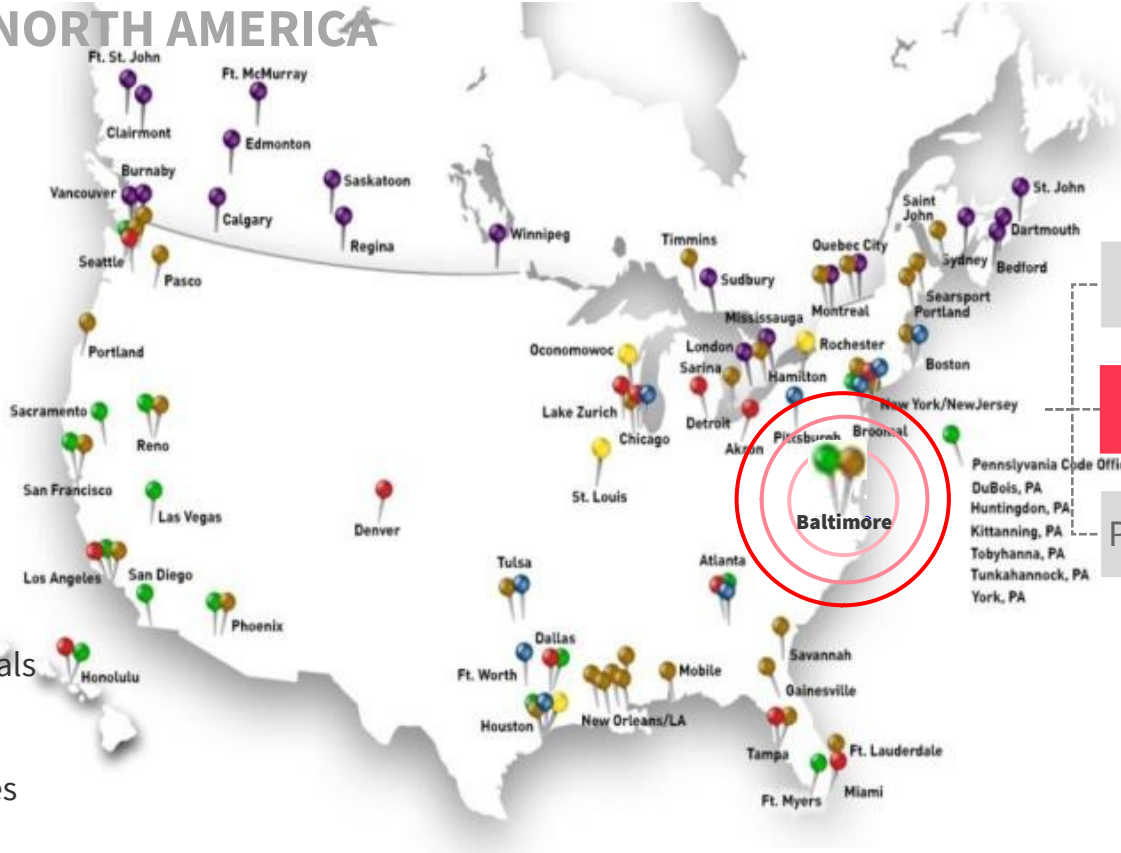 NORTH AMERICA
Ft. St. John
Ft. McMurray
Clairmont
Edmonton
Burnaby
Vancouver
Saskatoon
St. John
Calgary
Saint
John
Regina
Winnipeg
Dartmouth
Timmins
Quebec City
Seattle
Sydney
Bedford
Pasco
Sudbury
Searsport
Montreal
Portland
Mississauga
Portland
London
Rochester
Oconomowoc
Boston
Sarina
Hamilton
Sacramento
Lake Zurich
New York/NewJersey
Reno
Detroit
Chicago
Broomal
Pittsburgh
Akron
Pennslyvania Code Offi
San Francisco
St. Louis
DuBois, PA
Las Vegas
Huntingdon, PA
Denver
Baltimore
Kittanning, PA
P
Tobyhanna, PA
Tulsa
Atlanta
Los Angeles
San Diego
Tunkahannock, PA
York, PA
Phoenix
Dallas
Savannah
als
Honolulu
Ft. Worth
Mobile
Gainesville
Houston
New Orleans/LA
Tampa
Ft. Lauderdale
es
Ft. Myers
Miami